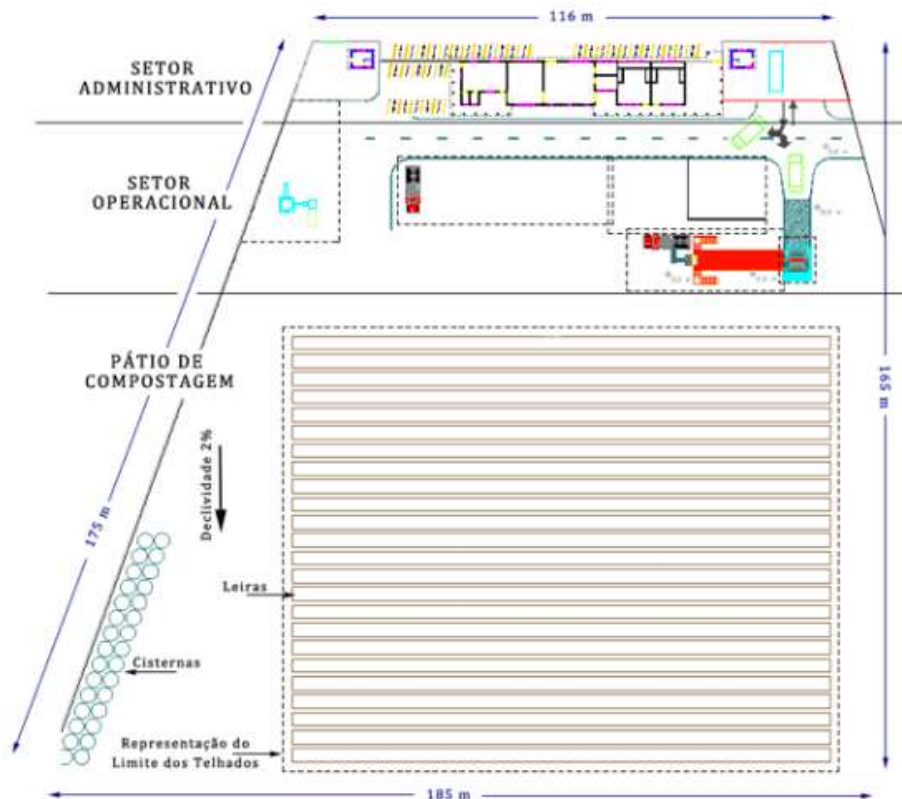 116 m
SETOR
ADMINISTRATIVO
SETOR
OPERACIONAL
PÁTIO DE
COMPOSTAGEM
165 m
Declividade 2%
175 m
Leiras
Cisternas
Representação do
Limite dos Telhados
185 m